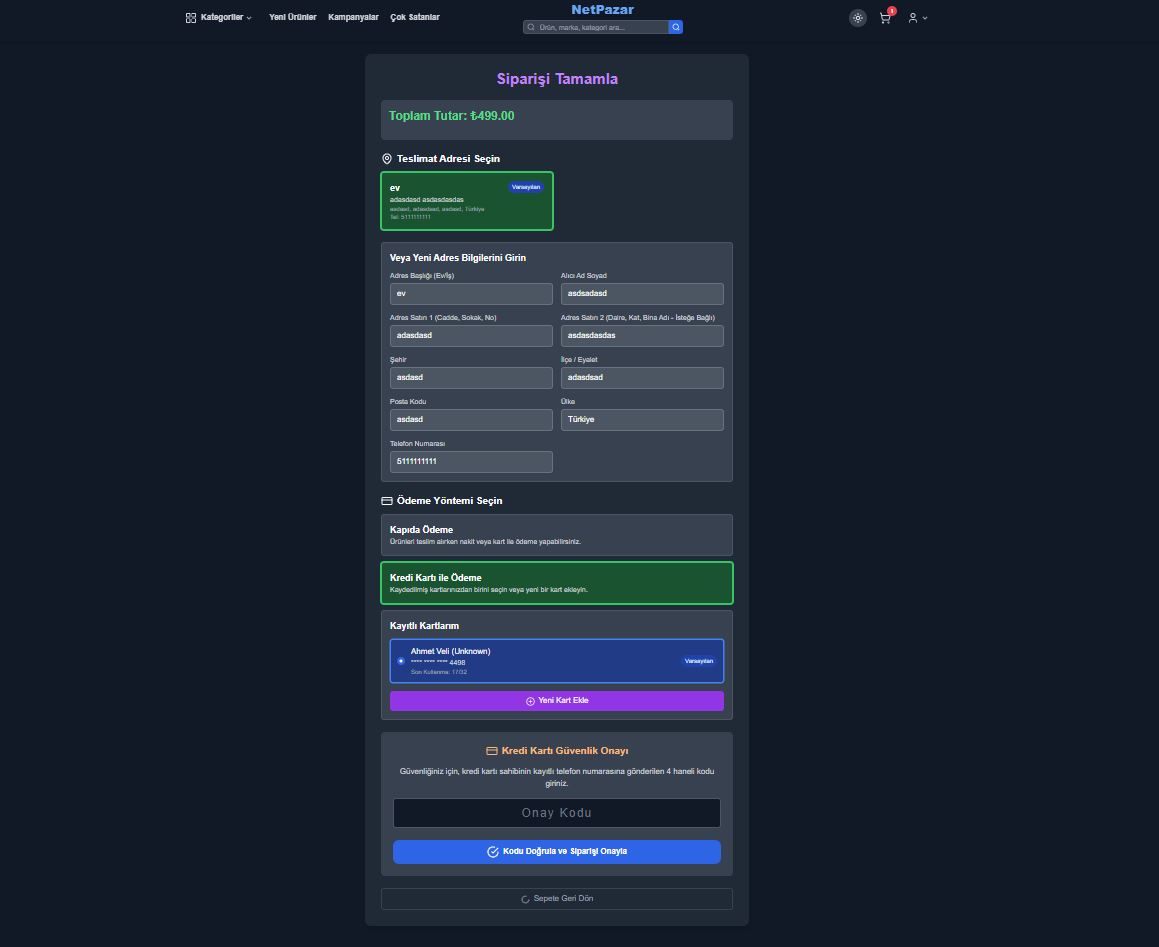 Kategoriler
Yeni Ürünler
Kampanyalar
Çok Satanlar
NetPazar
Ürün, marka, kategori ara...
1
Siparişi Tamamla
Toplam Tutar: ₺499.00
Teslimat Adresi Seçin
ev
Varsayılan
adasdasd asdasdasdas
asdasd, adasdsad, asdasd, Türkiye
Tel: 5111111111
Veya Yeni Adres Bilgilerini Girin
Adres Başlığı (Ev/İş)
Alıcı Ad Soyad
ev
asdsadasd
Adres Satırı 1 (Cadde, Sokak, No)
Adres Satırı 2 (Daire, Kat, Bina Adı - İsteğe Bağlı)
adasdasd
asdasdasdas
Şehir
İlçe / Eyalet
asdasd
adasdsad
Posta Kodu
Ülke
asdasd
Türkiye
Telefon Numarası
5111111111
Ödeme Yöntemi Seçin
Kapıda Ödeme
Ürünleri teslim alırken nakit veya kart ile ödeme yapabilirsiniz.
Kredi Kartı ile Ödeme
Kaydedilmiş kartlarınızdan birini seçin veya yeni bir kart ekleyin.
Kayıtlı Kartlarım
Ahmet Veli (Unknown)
**** **** **** 4498
Varsayılan
Son Kullanma: 17/32
Yeni Kart Ekle
Kredi Kartı Güvenlik Onayı
Güvenliğiniz için, kredi kartı sahibinin kayıtlı telefon numarasına gönderilen 4 haneli kodu
giriniz.
Onay Kodu
Kodu Doğrula ve Siparişi Onayla
Sepete Geri Dön